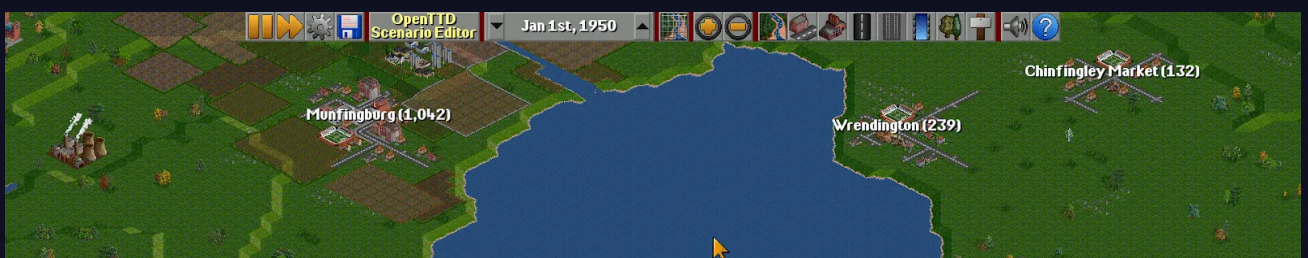 OpenTTD
Scenario Editor
Jan 1st, 1950
?
Chinfingley Market (132)
Munfingburg (1,042)
Wrendington (239)